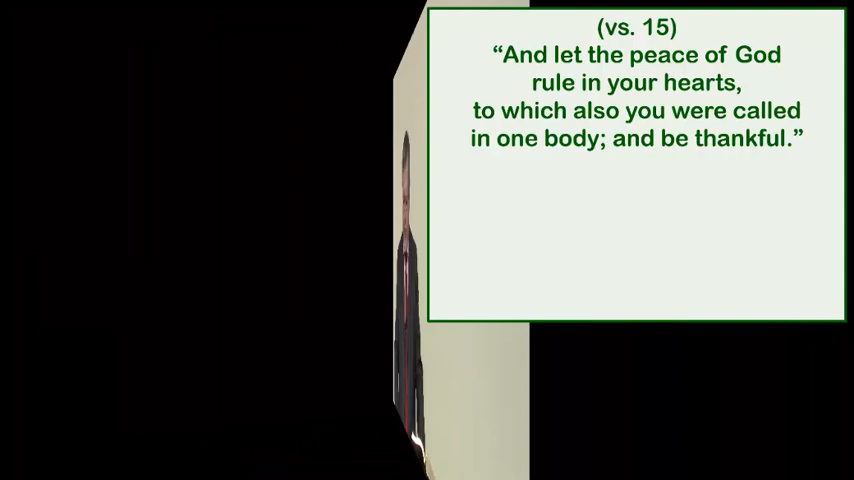 (vs. 15)
“And let the peace of God
rule in your hearts,
to which also you were called
in one body; and be thankful.”